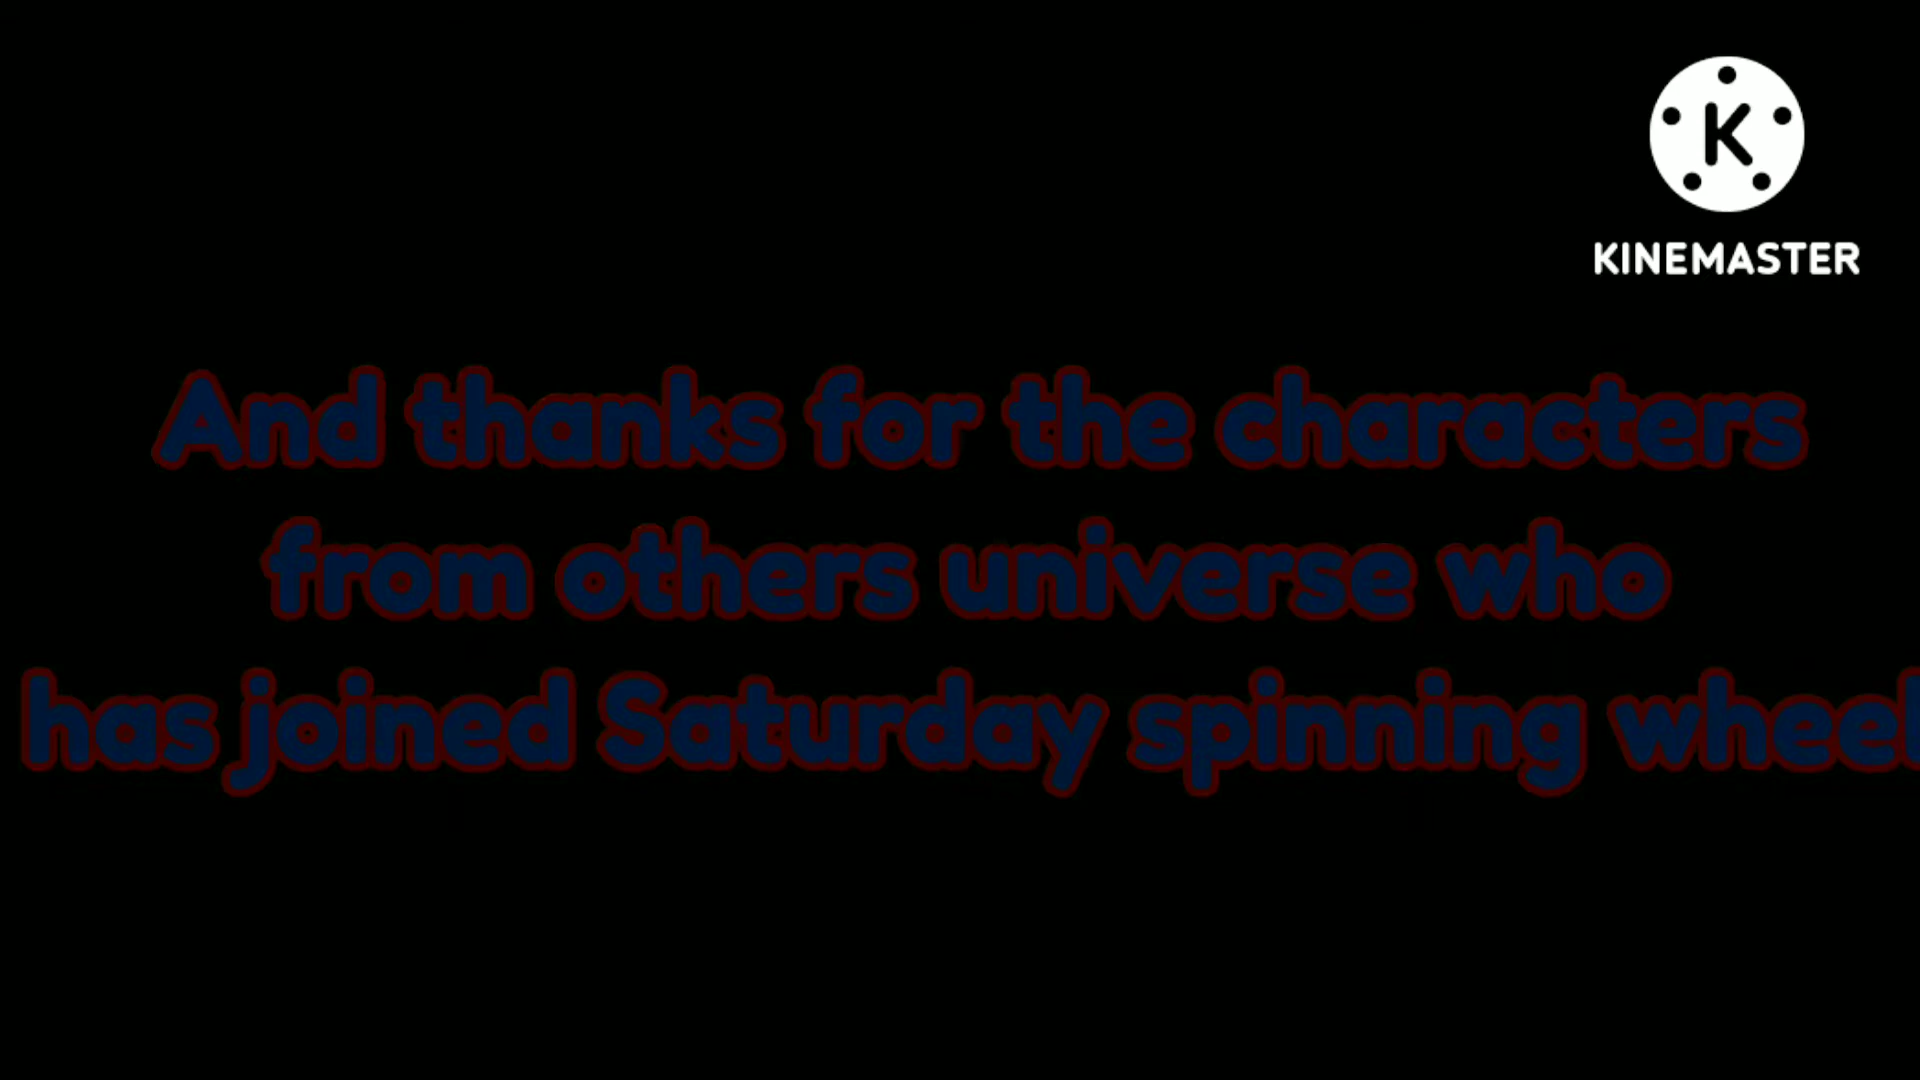 K
KINEMASTER
And thanks for the characters
from others universe who
has joined Saturday spinning wheel